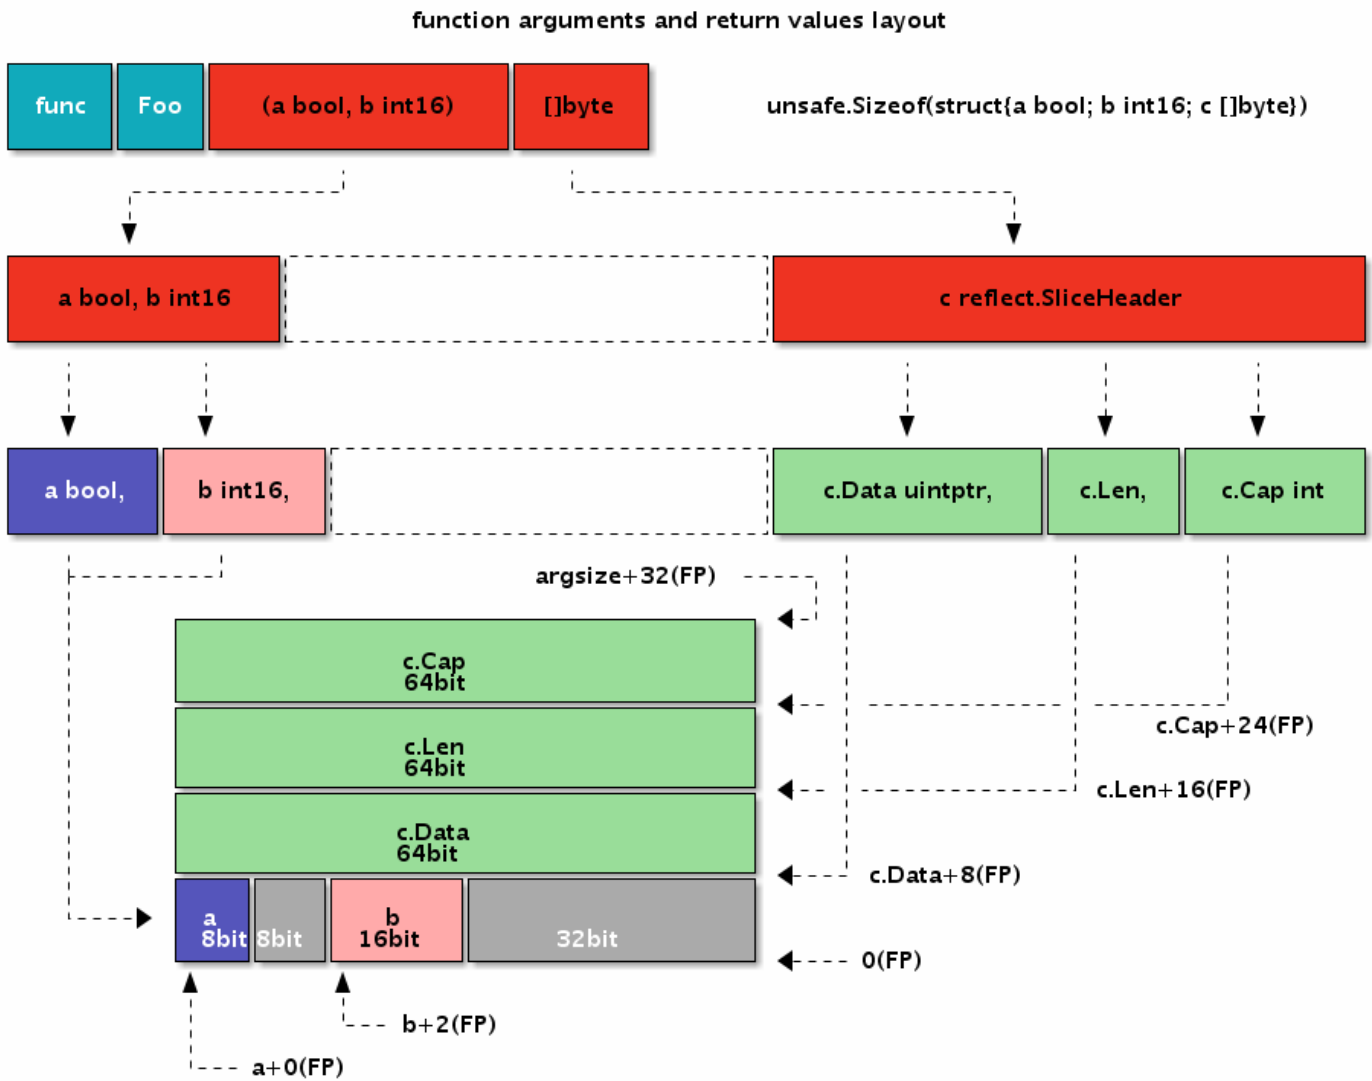 function arguments and return values layout
func Foo (a bool, b int16) []byte unsafe.Sizeof(struct{a bool; b int16; c []byte})
a bool, b int16 c reflect.SliceHeader
a bool, b int16, c.Data uintptr, c.Len, c.Cap int
argsize+32(FP)
c.Cap
64bit
c.Cap+24(FP)
c.Len
64bit
c.Len+16(FP)
c.Data
64bit
c.Data+8(FP)
a b
8bit 8bit 16bit 32bit
0(FP)
b+2(FP)
a+0(FP)